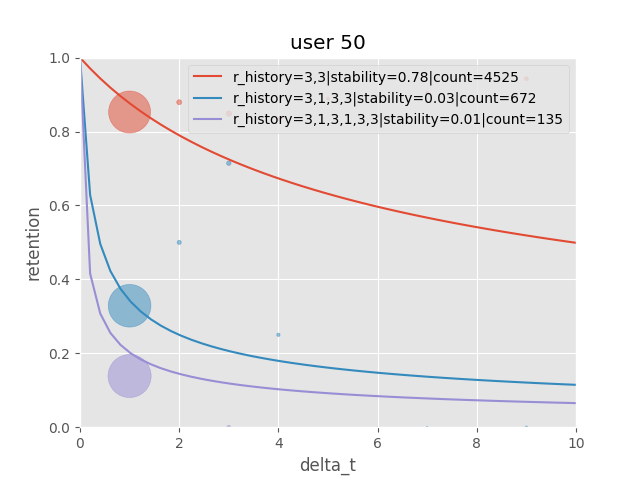 user 50
r_history=3,3|stability=0.78|count=4525
r_history=3,1,3,3|stability=0.03|count=672
r_history=3,1,3,1,3,3|stability=0.01|count=135
retention
1.0
0.8
0.6
0.4
0.2
0.0
0 2 4 6 8 10
delta_t